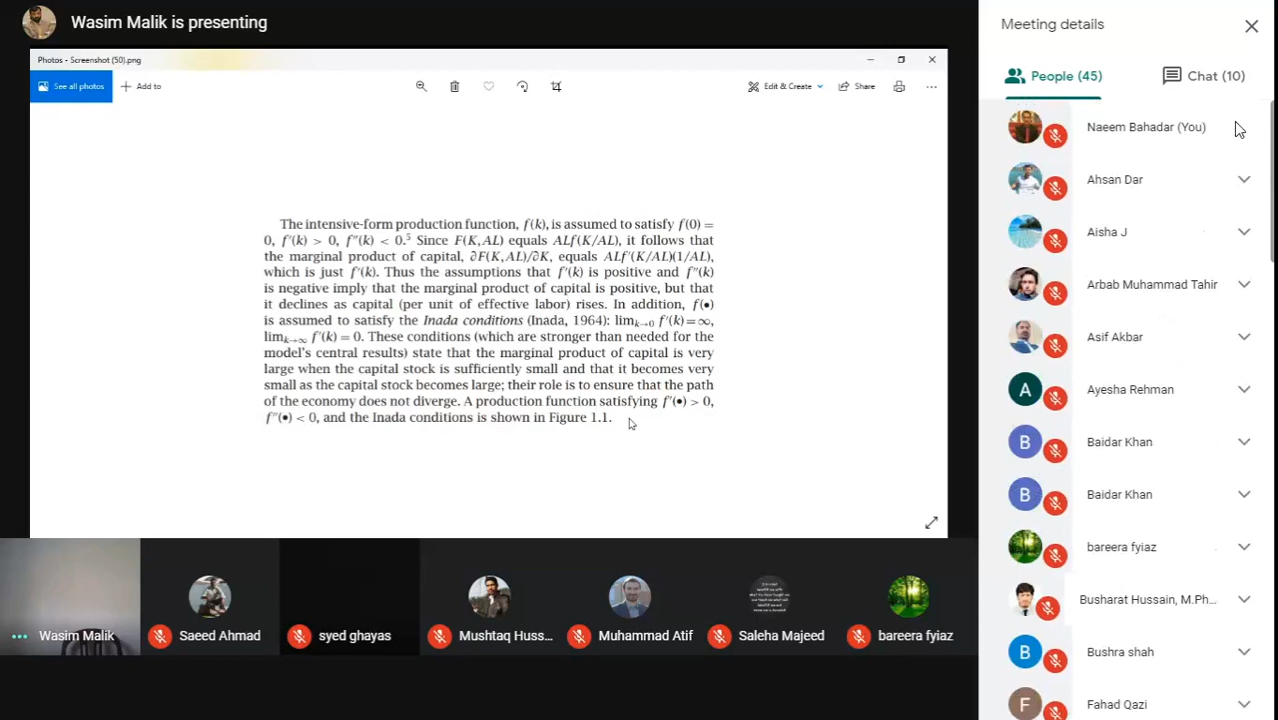 Wasim Malik is presenting
Photos - Screenshot (50).png
See all photos
Add to
Edit & Create
Share
The intensive-form production function, f(k), is assumed to satisfy f(0) =
0, f′(k) > 0, f″(k) < 0.⁵ Since F(K,AL) equals ALf(K/AL), it follows that
the marginal product of capital, ∂F(K,AL)/∂K, equals ALf′(K/AL)(1/AL),
which is just f′(k). Thus the assumptions that f′(k) is positive and f″(k)
is negative imply that the marginal product of capital is positive, but that
it declines as capital (per unit of effective labor) rises. In addition, f(•)
is assumed to satisfy the Inada conditions (Inada, 1964): limk→0 f′(k)=∞,
limk→∞ f′(k)=0. These conditions (which are stronger than needed for the
model's central results) state that the marginal product of capital is very
large when the capital stock is sufficiently small and that it becomes very
small as the capital stock becomes large; their role is to ensure that the path
of the economy does not diverge. A production function satisfying f′(•) > 0,
f″(•) < 0, and the Inada conditions is shown in Figure 1.1.
Wasim Malik
Saeed Ahmad
syed ghayas
Mushtaq Huss...
Muhammad Atif
Saleha Majeed
bareera fyiaz
Meeting details
People (45)
Chat (10)
Naeem Bahadar (You)
Ahsan Dar
Aisha J
Arbab Muhammad Tahir
Asif Akbar
A
Ayesha Rehman
B
Baidar Khan
B
Baidar Khan
bareera fyiaz
Busharat Hussain, M.Ph...
B
Bushra shah
F
Fahad Qazi